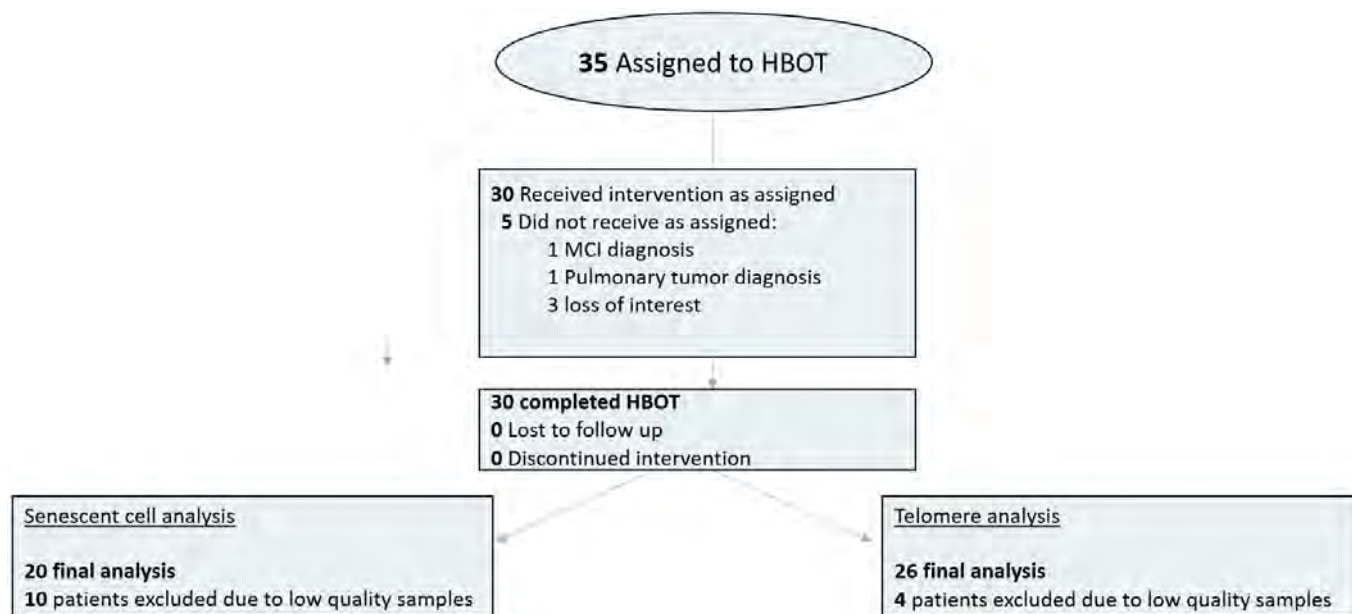 35 Assigned to HBOT
30 Received intervention as assigned
5 Did not receive as assigned:
1 MCI diagnosis
1 Pulmonary tumor diagnosis
3 loss of interest
30 completed HBOT
0 Lost to follow up
0 Discontinued intervention
Senescent cell analysis
20 final analysis
10 patients excluded due to low quality samples
Telomere analysis
26 final analysis
4 patients excluded due to low quality samples